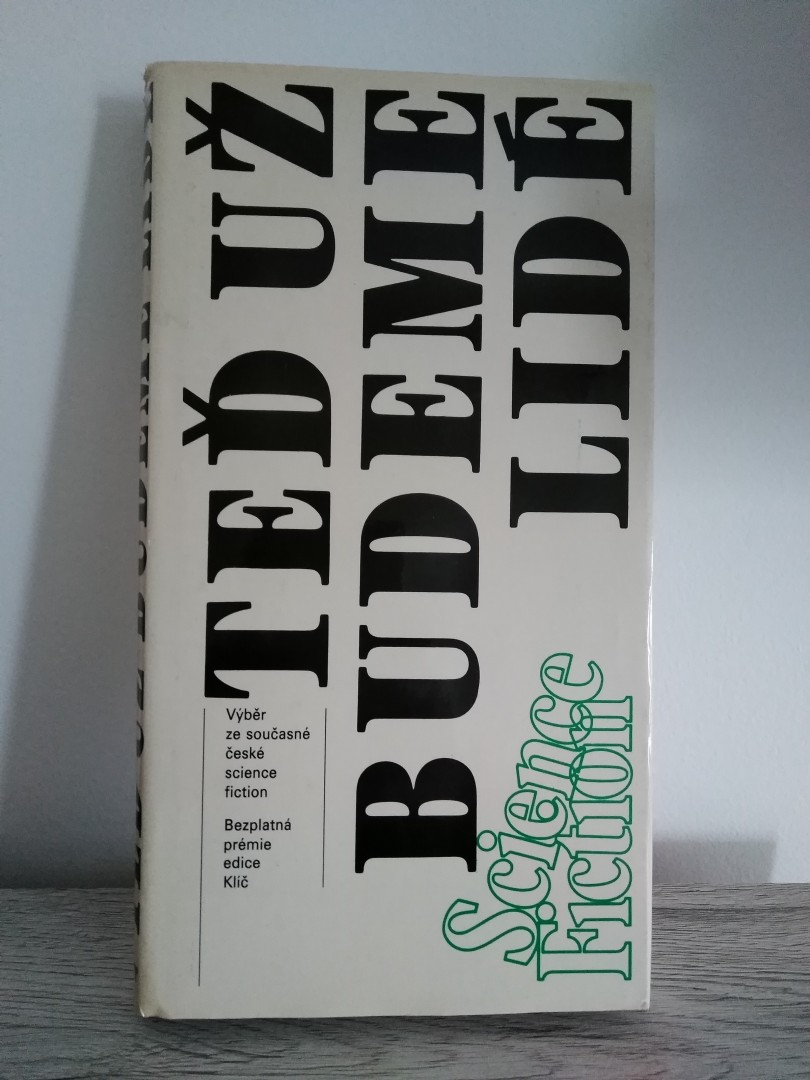 TEĎ UŽ
BUDEME
LIDÉ
Výběr
ze současné
české
science
fiction
Bezplatná
prémie
edice
Klíč
Science
Fiction